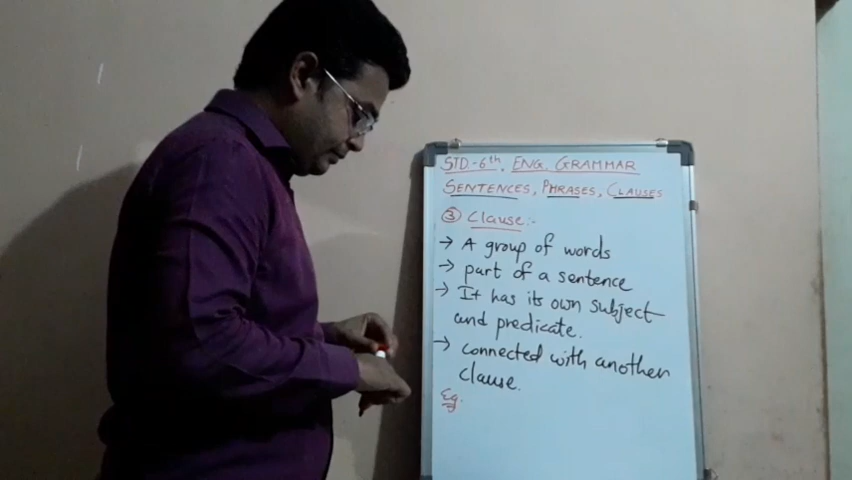 STD.-6th, ENG. GRAMMAR
SENTENCES, PHRASES, CLAUSES
③ Clause:-
→ A group of words
→ part of a sentence
→ It has its own subject
and predicate.
→ connected with another
clause.
Eg.